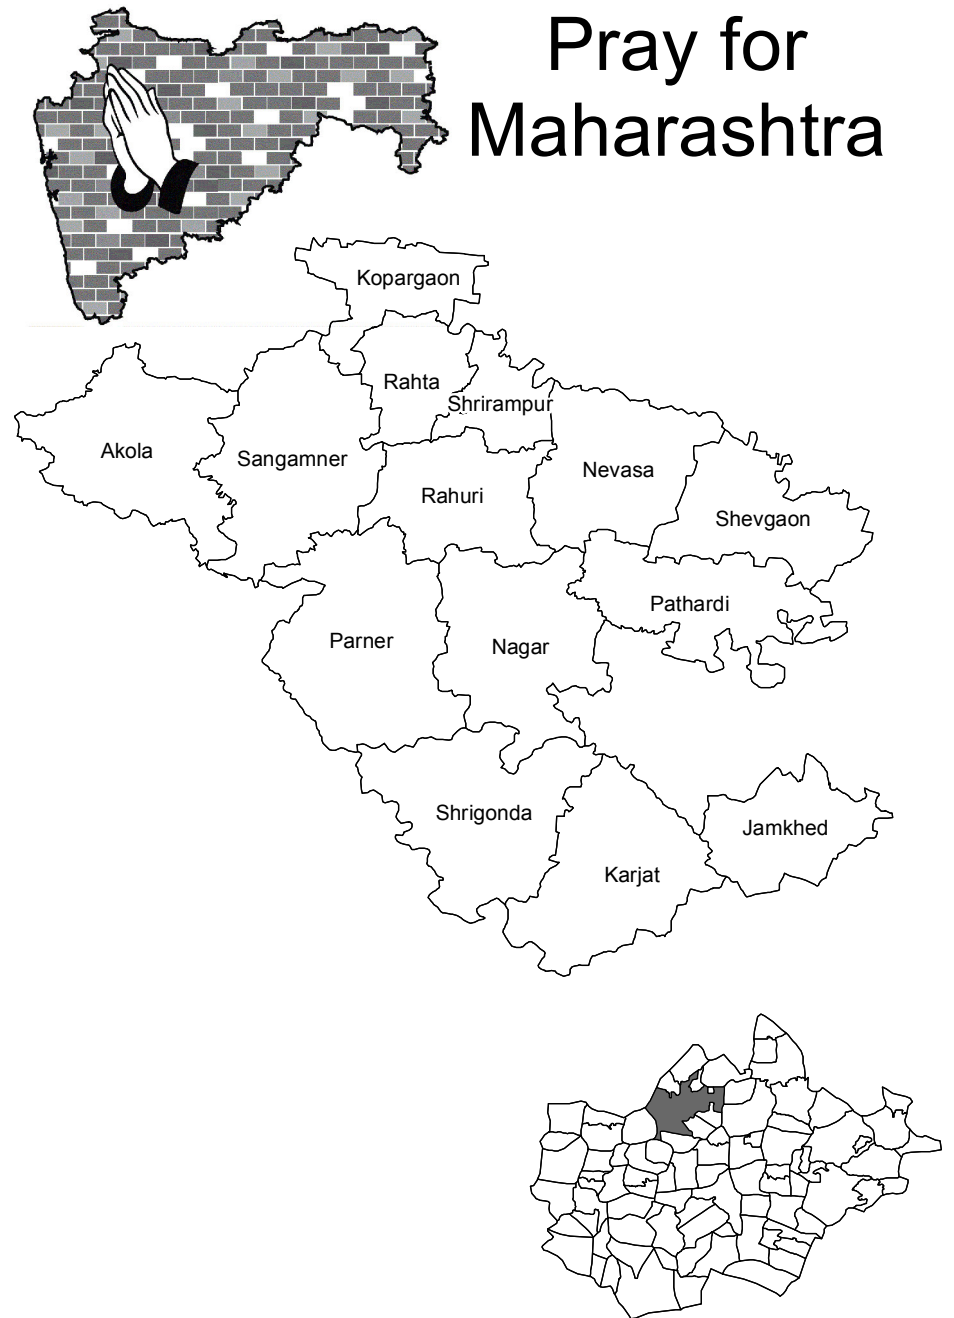 Pray for
Maharashtra
Kopargaon
Rahta
Shrirampur
Akola
Sangamner
Rahuri
Nevasa
Shevgaon
Pathardi
Parner
Nagar
Shrigonda
Karjat
Jamkhed